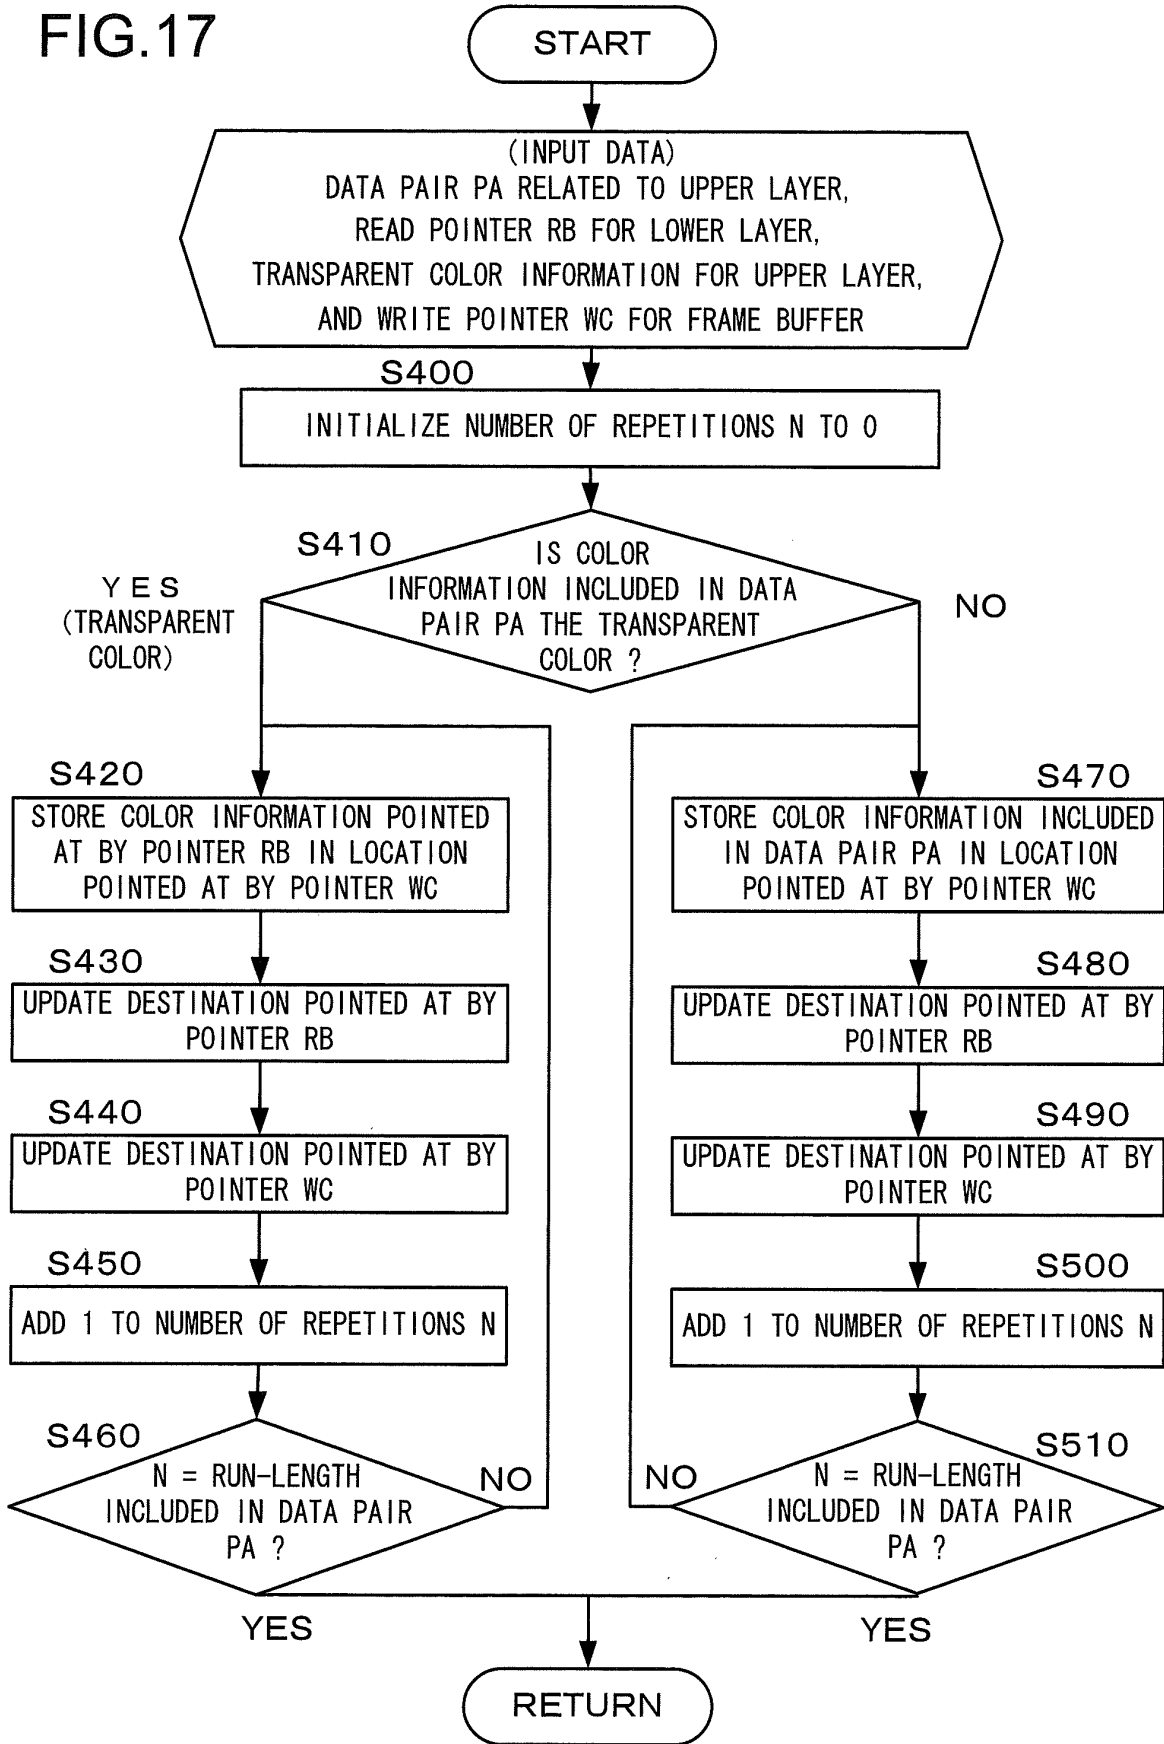 FIG.17
START
(INPUT DATA)
DATA PAIR PA RELATED TO UPPER LAYER,
READ POINTER RB FOR LOWER LAYER,
TRANSPARENT COLOR INFORMATION FOR UPPER LAYER,
AND WRITE POINTER WC FOR FRAME BUFFER
S400
INITIALIZE NUMBER OF REPETITIONS N TO 0
S410
IS COLOR
INFORMATION INCLUDED IN DATA
PAIR PA THE TRANSPARENT
COLOR ?
YES
(TRANSPARENT
COLOR)
NO
S420
STORE COLOR INFORMATION POINTED
AT BY POINTER RB IN LOCATION
POINTED AT BY POINTER WC
S430
UPDATE DESTINATION POINTED AT BY
POINTER RB
S440
UPDATE DESTINATION POINTED AT BY
POINTER WC
S450
ADD 1 TO NUMBER OF REPETITIONS N
S460
N = RUN-LENGTH
INCLUDED IN DATA PAIR
PA ?
NO
YES
S470
STORE COLOR INFORMATION INCLUDED
IN DATA PAIR PA IN LOCATION
POINTED AT BY POINTER WC
S480
UPDATE DESTINATION POINTED AT BY
POINTER RB
S490
UPDATE DESTINATION POINTED AT BY
POINTER WC
S500
ADD 1 TO NUMBER OF REPETITIONS N
S510
N = RUN-LENGTH
INCLUDED IN DATA PAIR
PA ?
NO
YES
RETURN